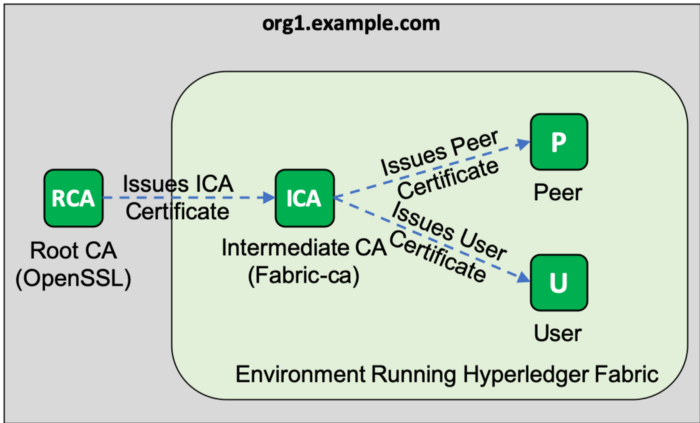 org1.example.com
RCA
Root CA
(OpenSSL)
Issues ICA
Certificate
ICA
Intermediate CA
(Fabric-ca)
Issues Peer
Certificate
P
Peer
Issues User
Certificate
U
User
Environment Running Hyperledger Fabric